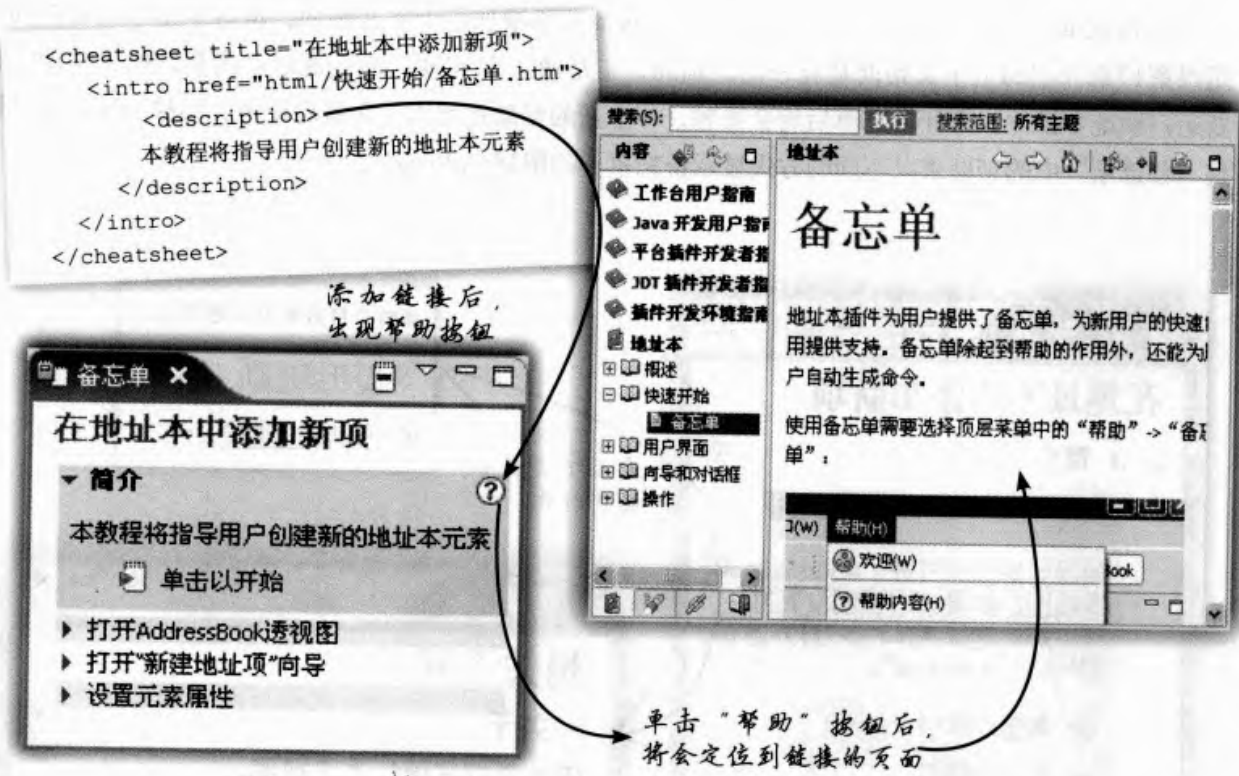 <cheatsheet title="在地址本中添加新项">
<intro href="html/快速开始/备忘单.htm">
<description>
本教程将指导用户创建新的地址本元素
</description>
</intro>
</cheatsheet>
添加链接后,
出现帮助按钮
备忘单
在地址本中添加新项
简介
本教程将指导用户创建新的地址本元素
单击以开始
打开AddressBook透视图
打开“新建地址项”向导
设置元素属性
搜索(S):
执行 搜索范围: 所有主题
内容
工作台用户指南
Java 开发用户指南
平台插件开发者指
JDT 插件开发者指
插件开发环境指南
地址本
概述
快速开始
备忘单
用户界面
向导和对话框
操作
地址本
备忘单
地址本插件为用户提供了备忘单,为新用户的快速
用提供支持。备忘单除起到帮助的作用外,还能为
户自动生成命令。
使用备忘单需要选择顶层菜单中的“帮助”->“备忘
单”:
(W) 帮助(H)
欢迎(W)
Book
帮助内容(H)
单击“帮助”按钮后,
将会定位到链接的页面